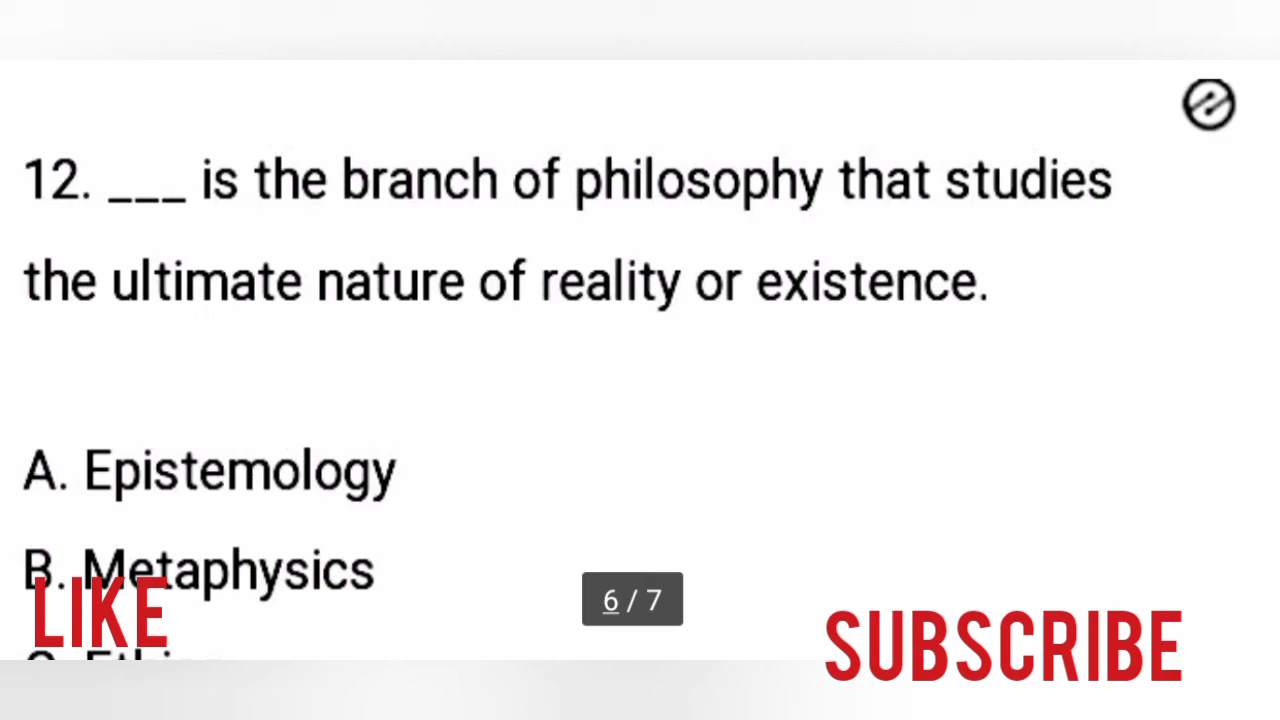 12. ___ is the branch of philosophy that studies
the ultimate nature of reality or existence.
A. Epistemology
B. Metaphysics
6 / 7
LIKE
SUBSCRIBE